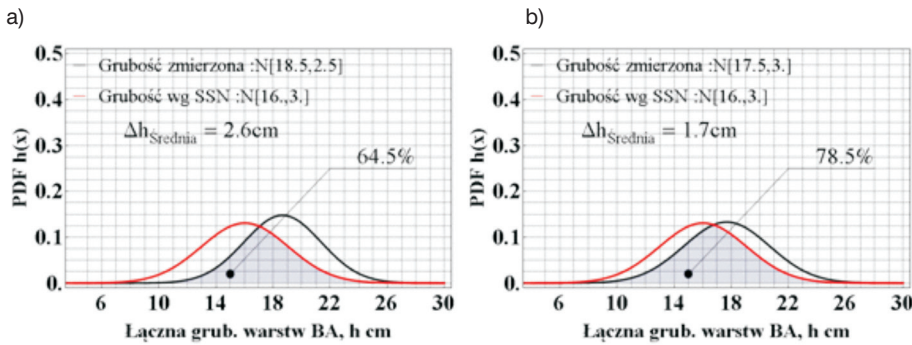 a)
0.5
0.4
0.3
0.2
0.1
0.
PDF h(x)
Grubość zmierzona :N[18.5,2.5]
Grubość wg SSN :N[16.,3.]
ΔhŚrednia = 2.6cm
64.5%
6 10 14 18 22 26 30
Łączna grub. warstw BA, h cm
b)
0.5
0.4
0.3
0.2
0.1
0.
PDF h(x)
Grubość zmierzona :N[17.5,3.]
Grubość wg SSN :N[16.,3.]
ΔhŚrednia = 1.7cm
78.5%
6 10 14 18 22 26 30
Łączna grub. warstw BA, h cm